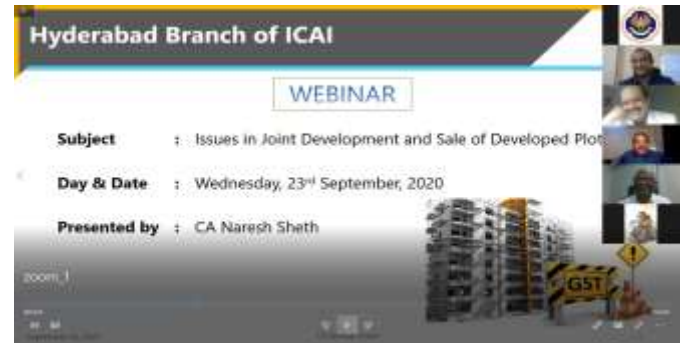 Hyderabad Branch of ICAI
WEBINAR
Subject : Issues in Joint Development and Sale of Developed Plot
Day & Date : Wednesday, 23rd September, 2020
Presented by : CA Naresh Sheth
GST
zoom_1